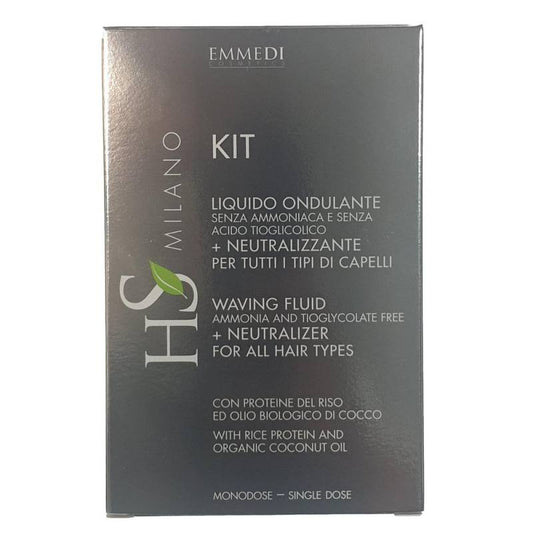 EMMEDI
COSMETICS
HS MILANO
KIT
LIQUIDO ONDULANTE
SENZA AMMONIACA E SENZA
ACIDO TIOGLICOLICO
+ NEUTRALIZZANTE
PER TUTTI I TIPI DI CAPELLI
WAVING FLUID
AMMONIA AND TIOGLYCOLATE FREE
+ NEUTRALIZER
FOR ALL HAIR TYPES
CON PROTEINE DEL RISO
ED OLIO BIOLOGICO DI COCCO
WITH RICE PROTEIN AND
ORGANIC COCONUT OIL
MONODOSE – SINGLE DOSE